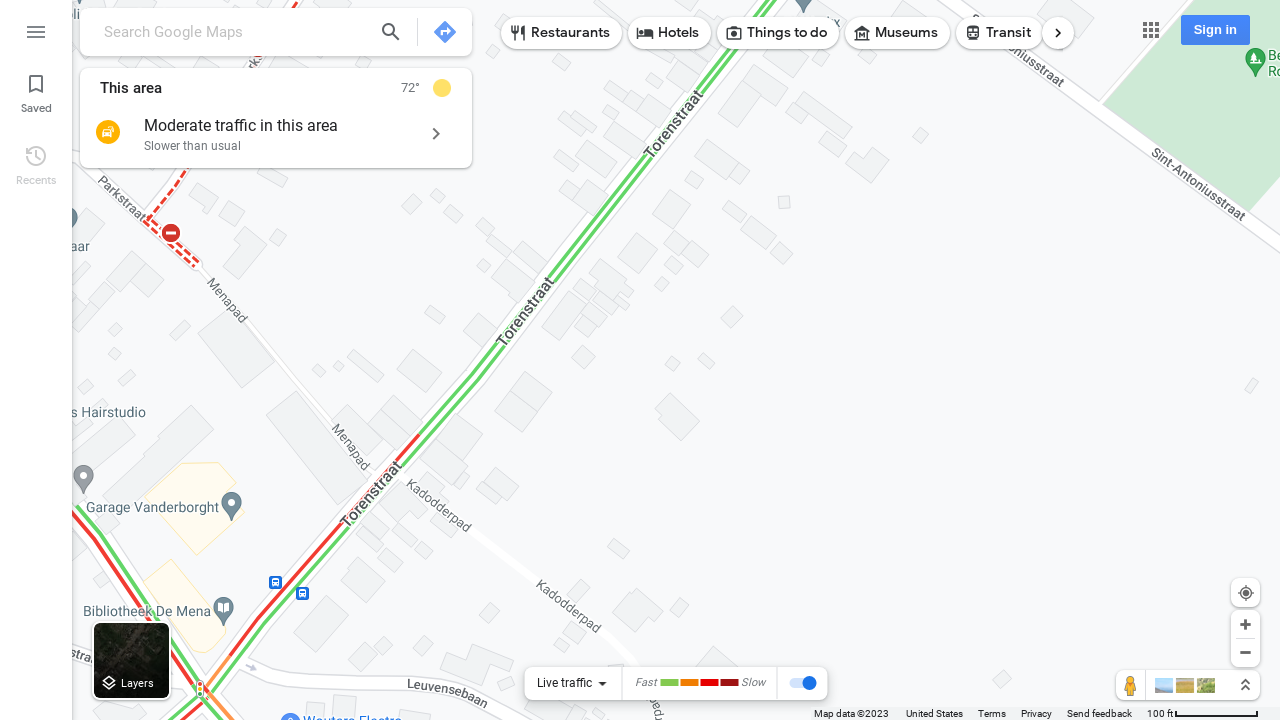 Search Google Maps
Restaurants
Hotels
Things to do
Museums
Transit
Sign in
Saved
Recents
This area
72°
Moderate traffic in this area
Slower than usual
Parkstraat
Menapad
Menapad
Torenstraat
Torenstraat
Torenstraat
Sint-Antoniusstraat
Kadodderpad
Kadodderpad
s Hairstudio
Garage Vanderborght
Bibliotheek De Mena
Leuvensebaan
Wouters Electro
Layers
Live traffic
Fast
Slow
Map data ©2023
United States
Terms
Privacy
Send feedback
100 ft